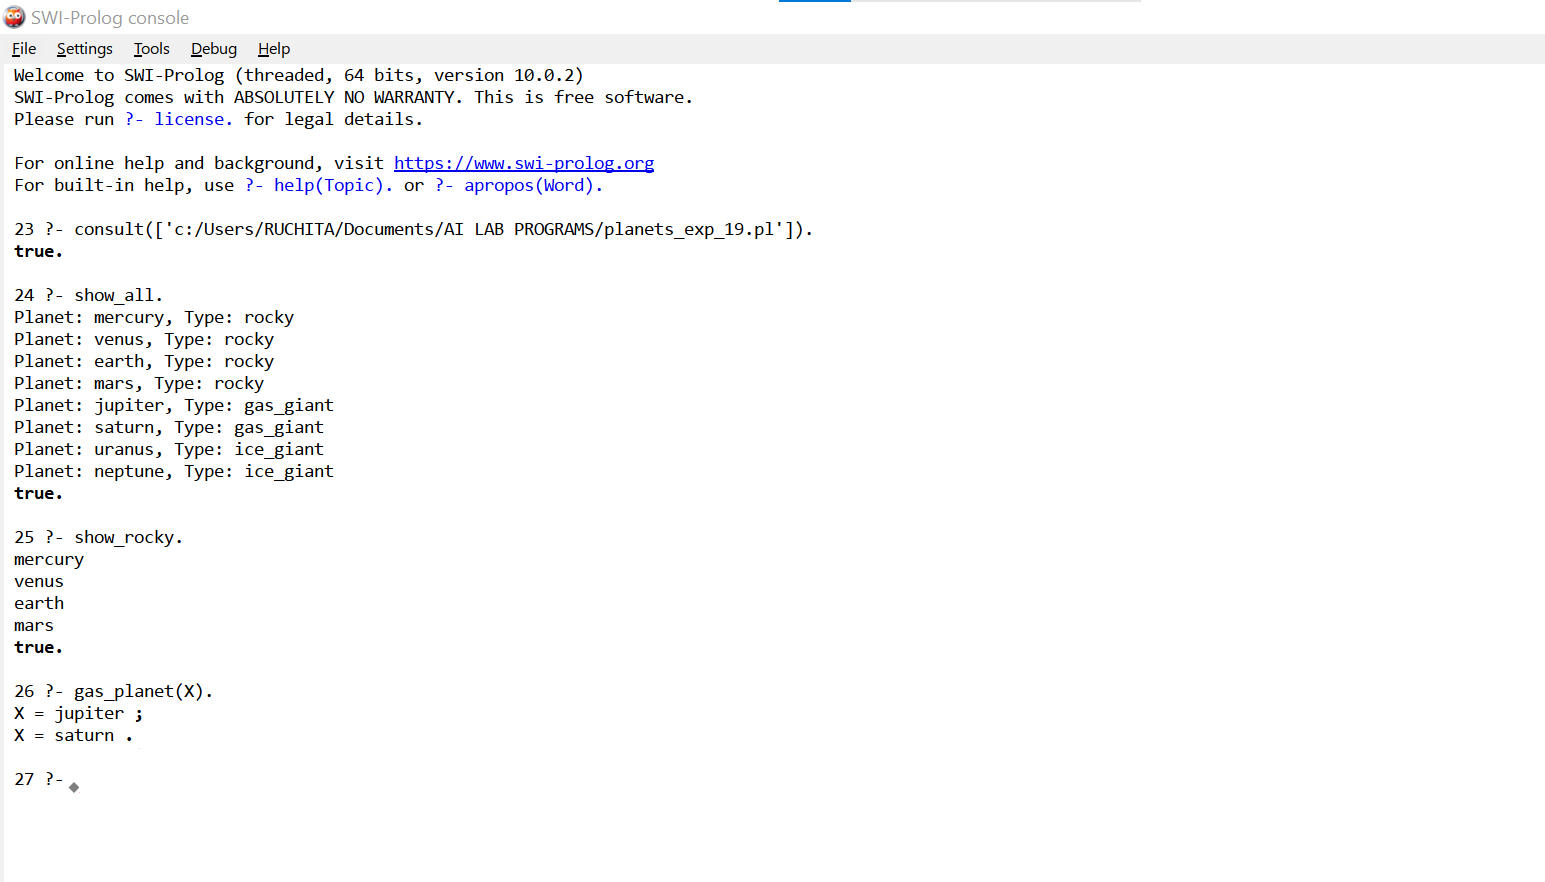 SWI-Prolog console
File Settings Tools Debug Help
Welcome to SWI-Prolog (threaded, 64 bits, version 10.0.2)
SWI-Prolog comes with ABSOLUTELY NO WARRANTY. This is free software.
Please run ?- license. for legal details.
For online help and background, visit https://www.swi-prolog.org
For built-in help, use ?- help(Topic). or ?- apropos(Word).
23 ?- consult(['c:/Users/RUCHITA/Documents/AI LAB PROGRAMS/planets_exp_19.pl']).
true.
24 ?- show_all.
Planet: mercury, Type: rocky
Planet: venus, Type: rocky
Planet: earth, Type: rocky
Planet: mars, Type: rocky
Planet: jupiter, Type: gas_giant
Planet: saturn, Type: gas_giant
Planet: uranus, Type: ice_giant
Planet: neptune, Type: ice_giant
true.
25 ?- show_rocky.
mercury
venus
earth
mars
true.
26 ?- gas_planet(X).
X = jupiter ;
X = saturn .
27 ?-